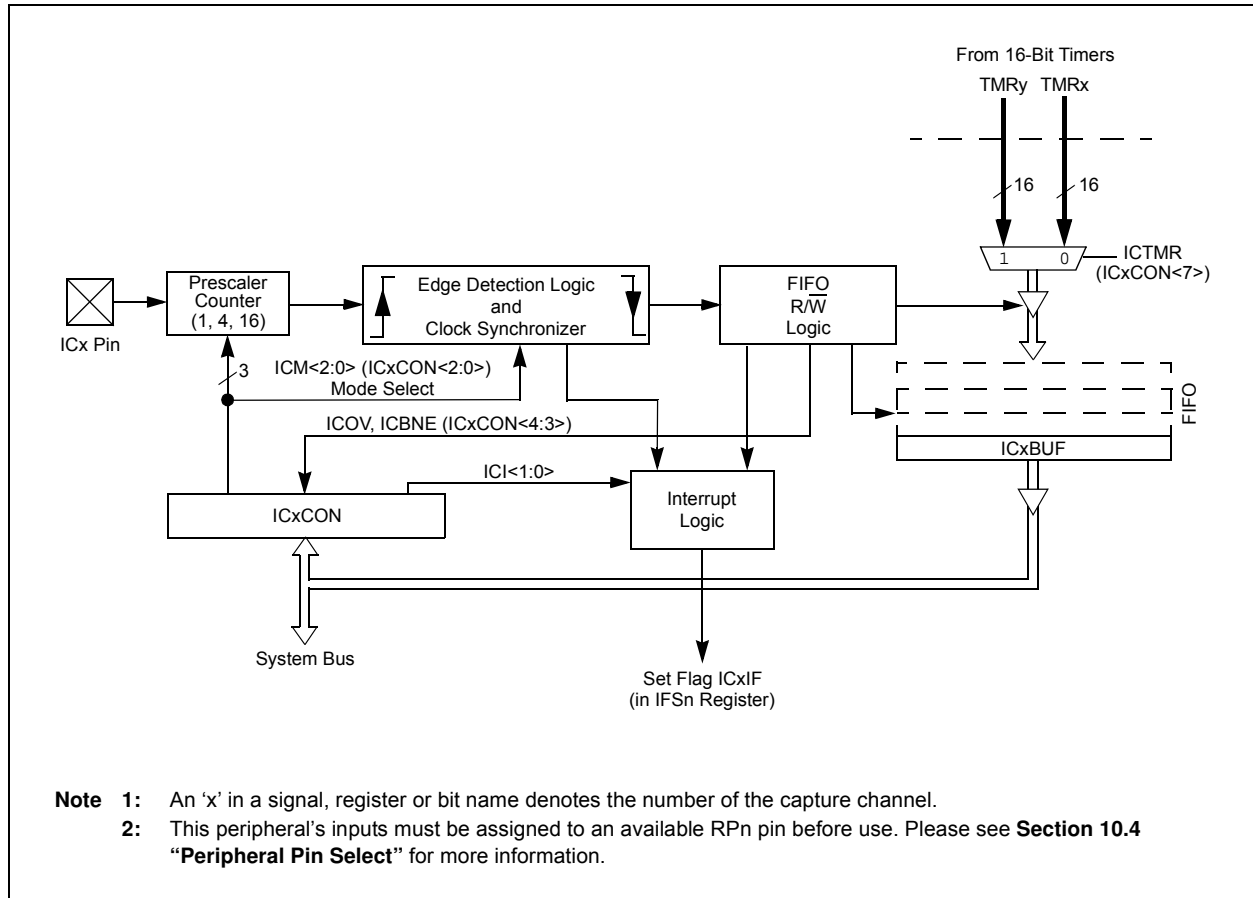 From 16-Bit Timers
TMRy TMRx
16 16
1 0
ICTMR
(ICxCON<7>)
Prescaler
Counter
(1, 4, 16)
Edge Detection Logic
and
Clock Synchronizer
FIFO
R/W̅
Logic
ICx Pin
3
ICM<2:0> (ICxCON<2:0>)
Mode Select
FIFO
ICOV, ICBNE (ICxCON<4:3>)
ICxBUF
ICI<1:0>
ICxCON
Interrupt
Logic
System Bus
Set Flag ICxIF
(in IFSn Register)
Note 1: An ‘x’ in a signal, register or bit name denotes the number of the capture channel.
2: This peripheral’s inputs must be assigned to an available RPn pin before use. Please see Section 10.4
“Peripheral Pin Select” for more information.